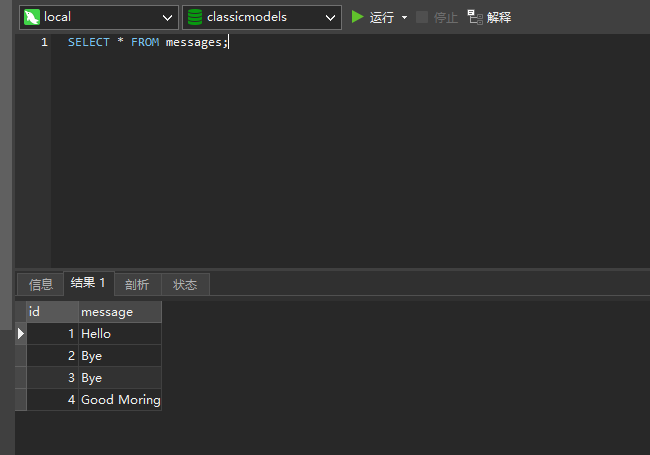 local classicmodels 运行 停止 解释
1 SELECT * FROM messages;
信息 结果 1 剖析 状态
id message
1 Hello
2 Bye
3 Bye
4 Good Moring